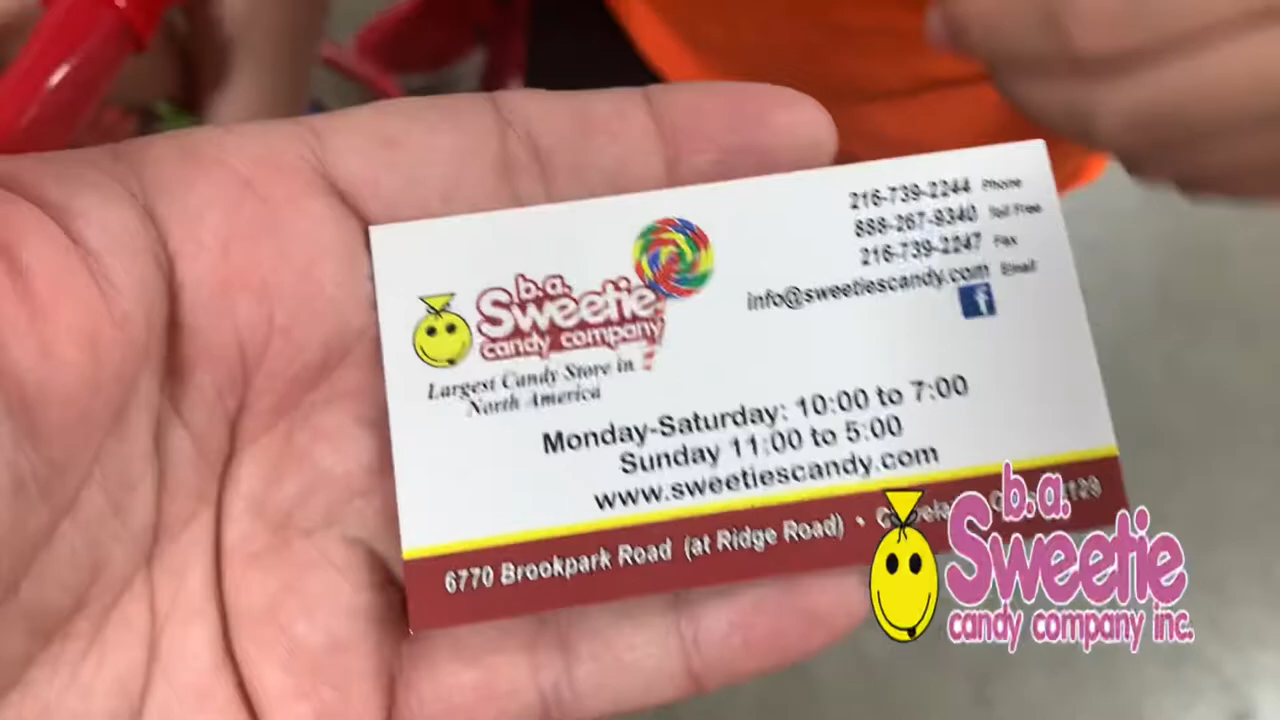 216-739-2244 Phone
888-267-9340 Toll Free
216-739-2247 Fax
info@sweetiescandy.com Email
f
b.a.
Sweetie
candy company
Largest Candy Store in
North America
Monday-Saturday: 10:00 to 7:00
Sunday 11:00 to 5:00
www.sweetiescandy.com
6770 Brookpark Road (at Ridge Road) •
b.a.
Sweetie
candy company inc.